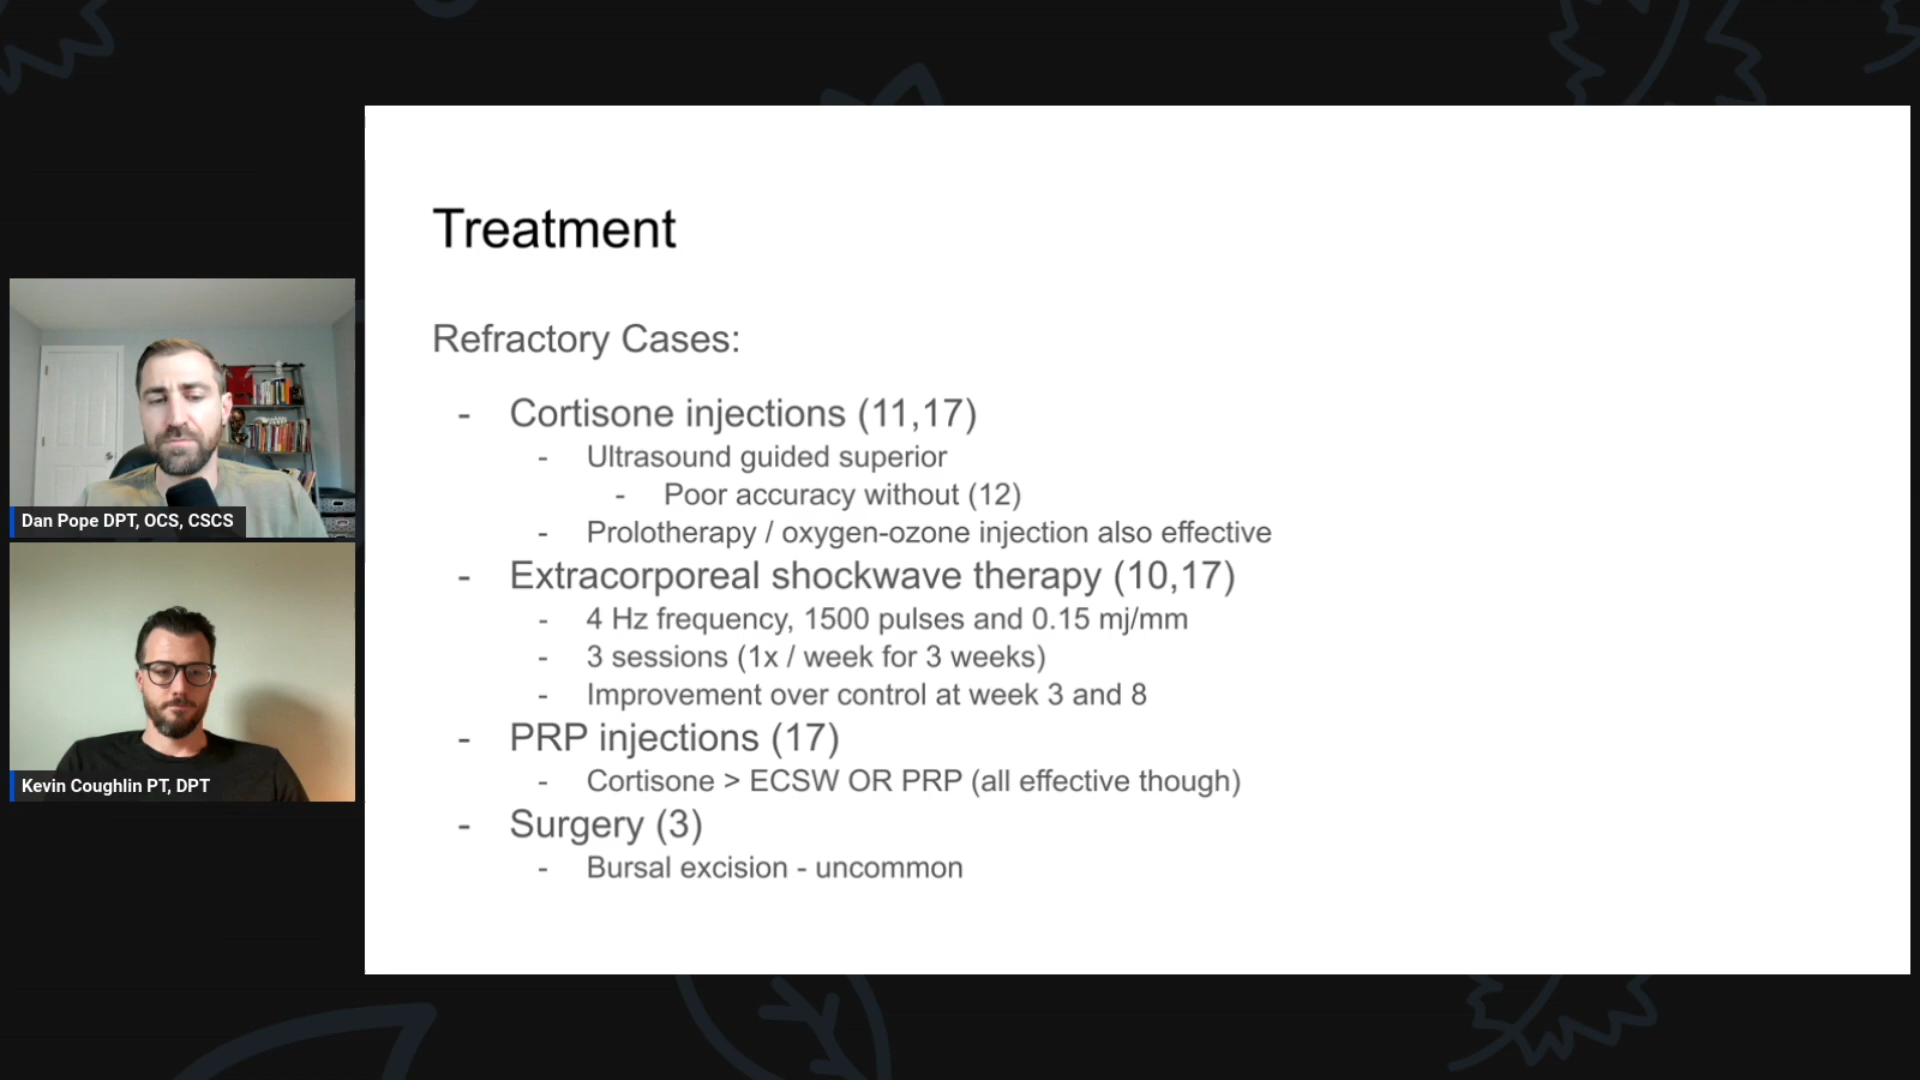 Treatment
Refractory Cases:
- Cortisone injections (11,17)
- Ultrasound guided superior
- Poor accuracy without (12)
- Prolotherapy / oxygen-ozone injection also effective
- Extracorporeal shockwave therapy (10,17)
- 4 Hz frequency, 1500 pulses and 0.15 mj/mm
- 3 sessions (1x / week for 3 weeks)
- Improvement over control at week 3 and 8
- PRP injections (17)
- Cortisone > ECSW OR PRP (all effective though)
- Surgery (3)
- Bursal excision - uncommon
Dan Pope DPT, OCS, CSCS
Kevin Coughlin PT, DPT